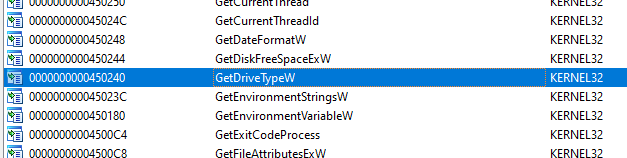 0000000000450250 GetCurrentThread KERNEL32
000000000045024C GetCurrentThreadId KERNEL32
0000000000450248 GetDateFormatW KERNEL32
0000000000450244 GetDiskFreeSpaceExW KERNEL32
0000000000450240 GetDriveTypeW KERNEL32
000000000045023C GetEnvironmentStringsW KERNEL32
0000000000450180 GetEnvironmentVariableW KERNEL32
00000000004500C4 GetExitCodeProcess KERNEL32
00000000004500C8 GetFileAttributesExW KERNEL32